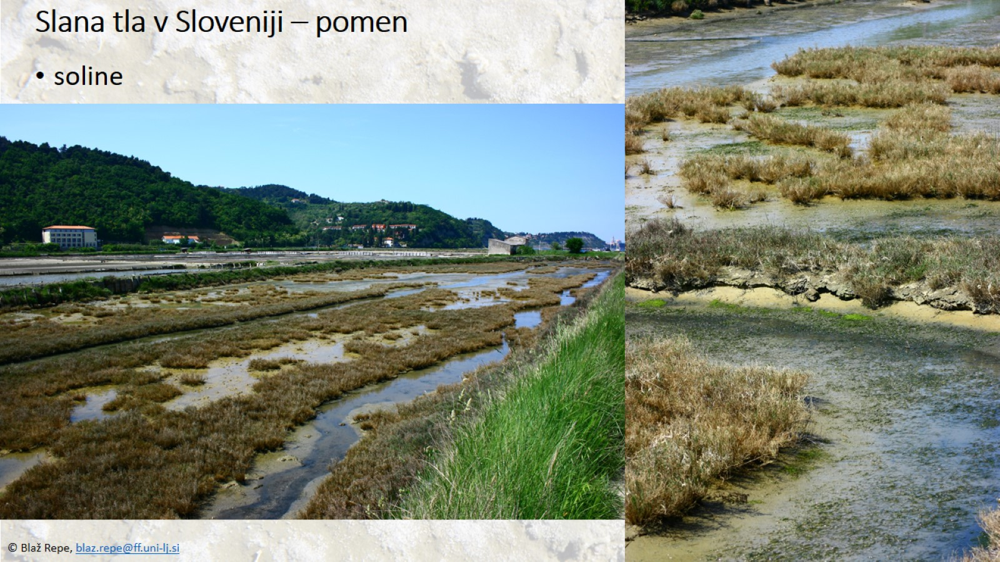 Slana tla v Sloveniji – pomen
• soline
© Blaž Repe, blaz.repe@ff.uni-lj.si